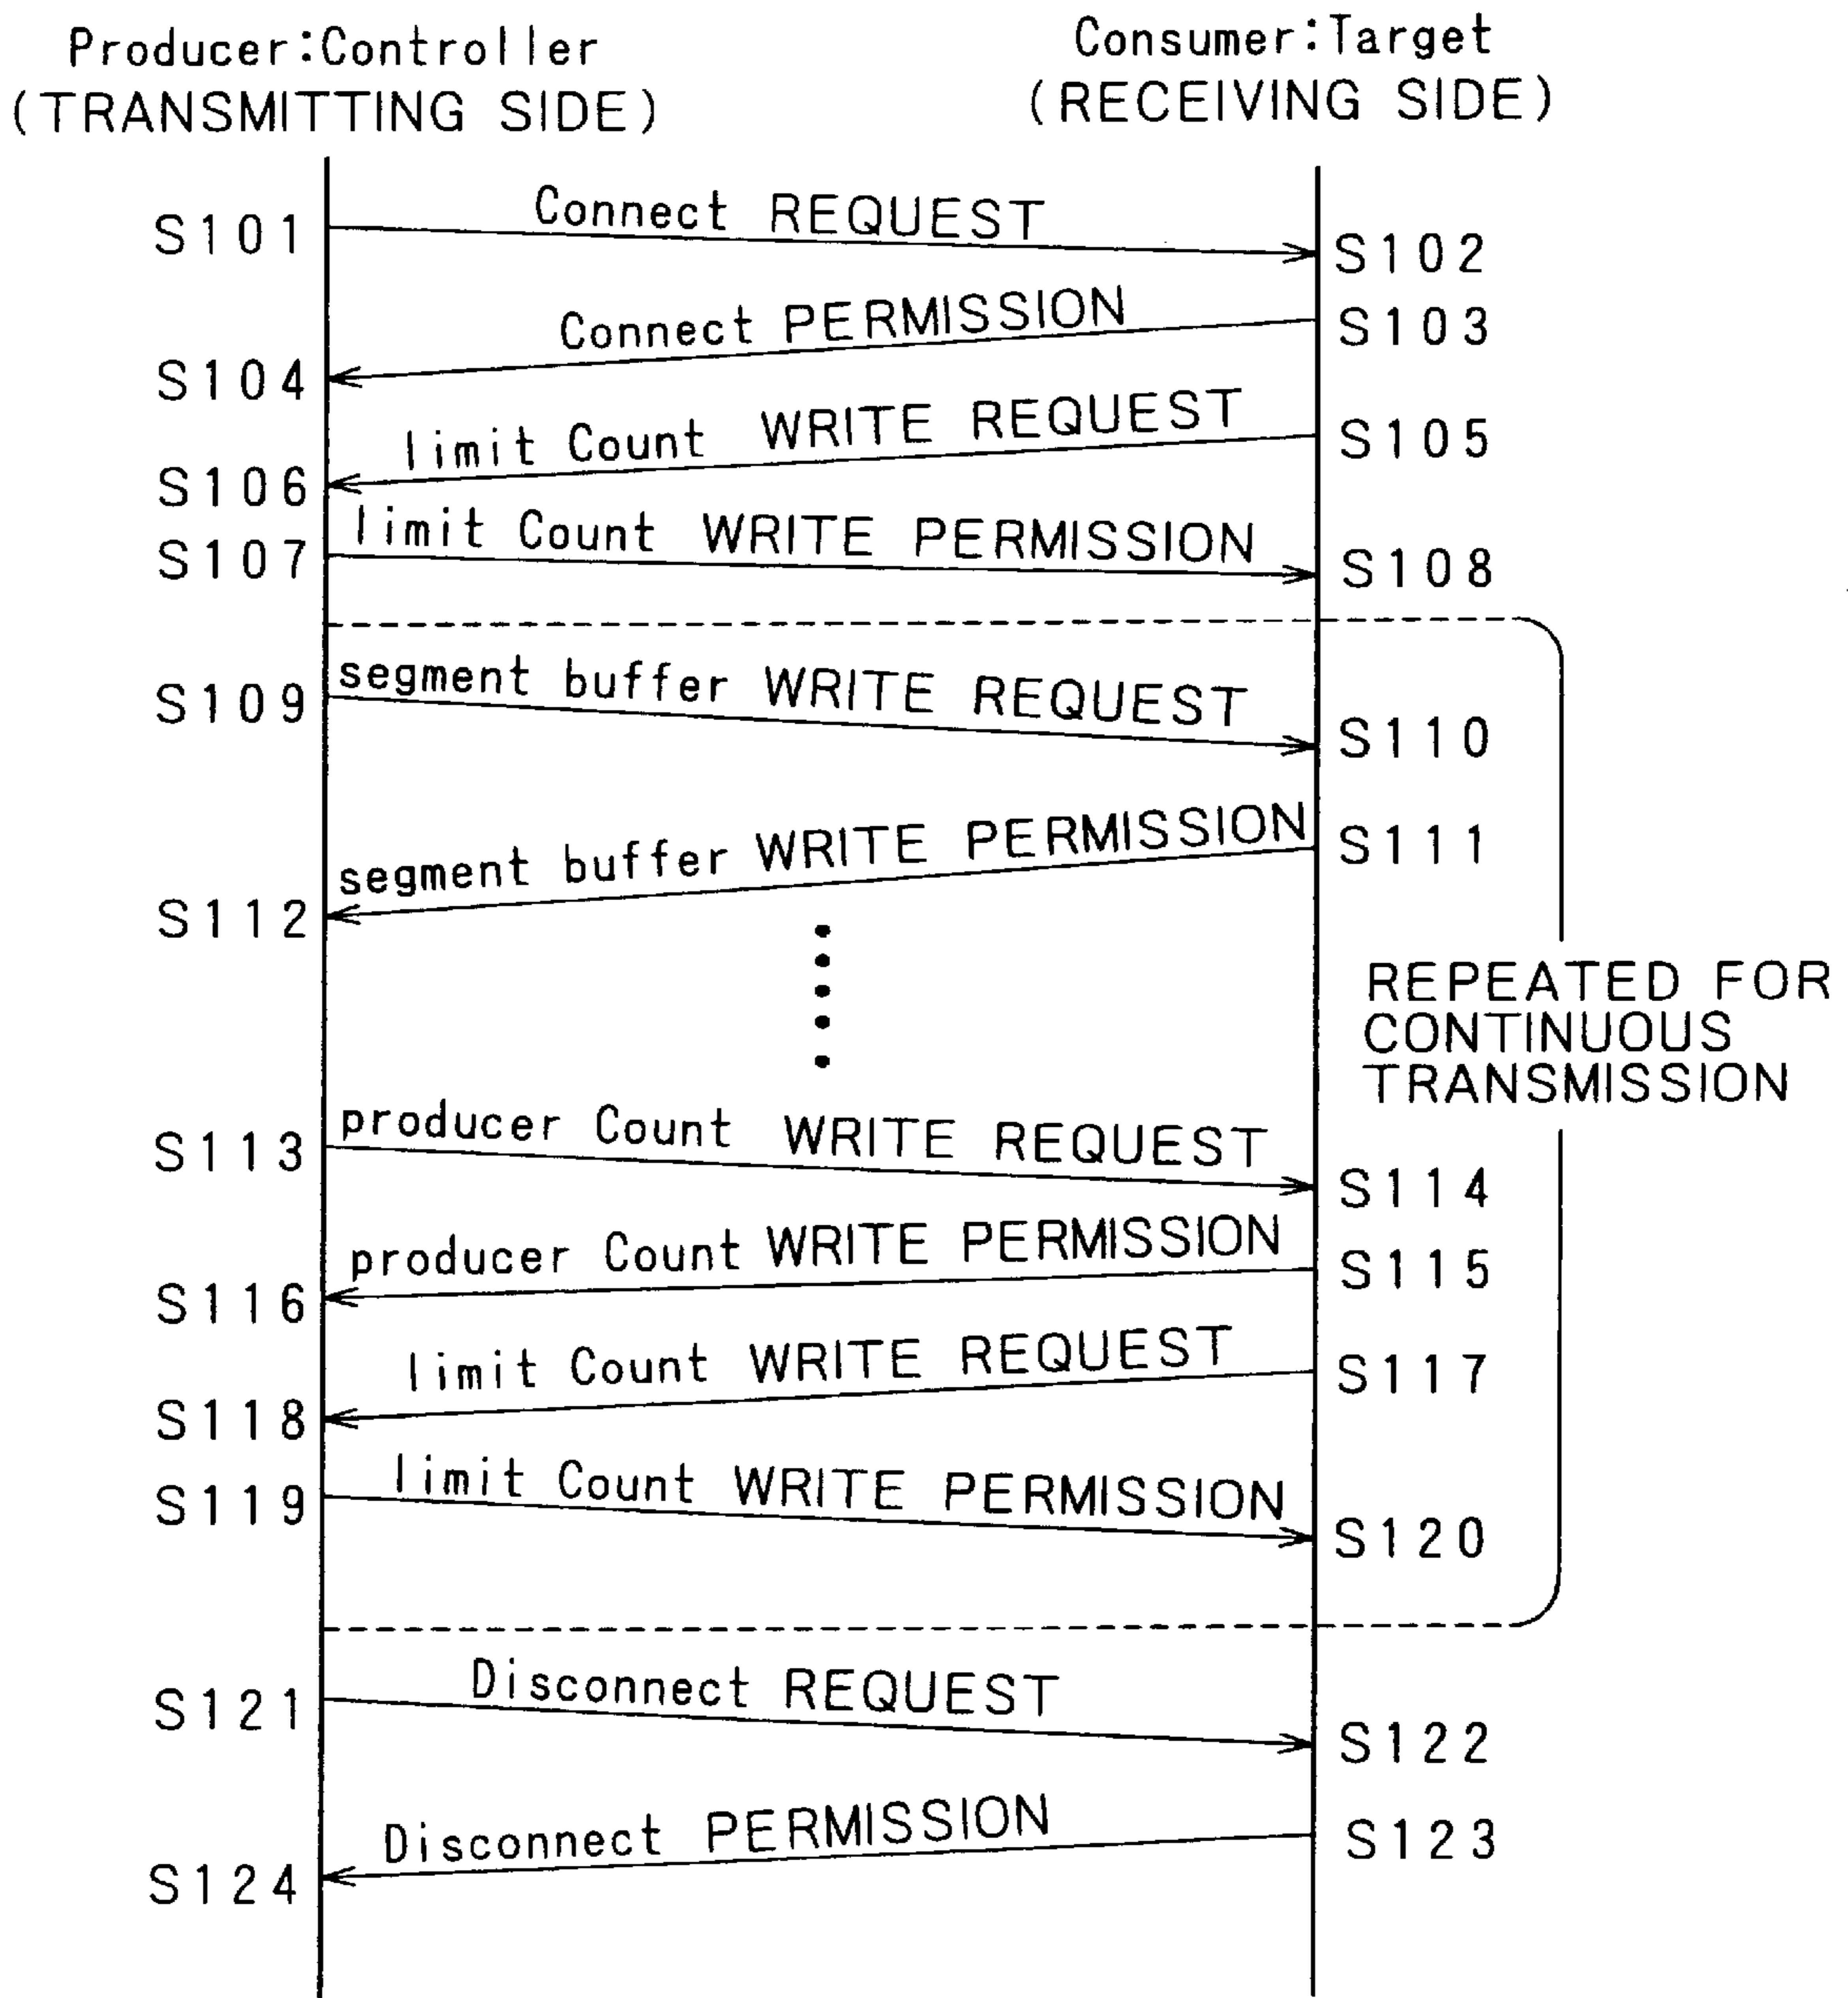 Producer:Controller
(TRANSMITTING SIDE)
Consumer:Target
(RECEIVING SIDE)
S101
Connect REQUEST
S102
Connect PERMISSION
S103
S104
limit Count WRITE REQUEST
S105
S106
limit Count WRITE PERMISSION
S107
S108
segment buffer WRITE REQUEST
S109
S110
segment buffer WRITE PERMISSION
S111
S112
REPEATED FOR
CONTINUOUS
TRANSMISSION
producer Count WRITE REQUEST
S113
S114
producer Count WRITE PERMISSION
S115
S116
limit Count WRITE REQUEST
S117
S118
limit Count WRITE PERMISSION
S119
S120
Disconnect REQUEST
S121
S122
Disconnect PERMISSION
S123
S124